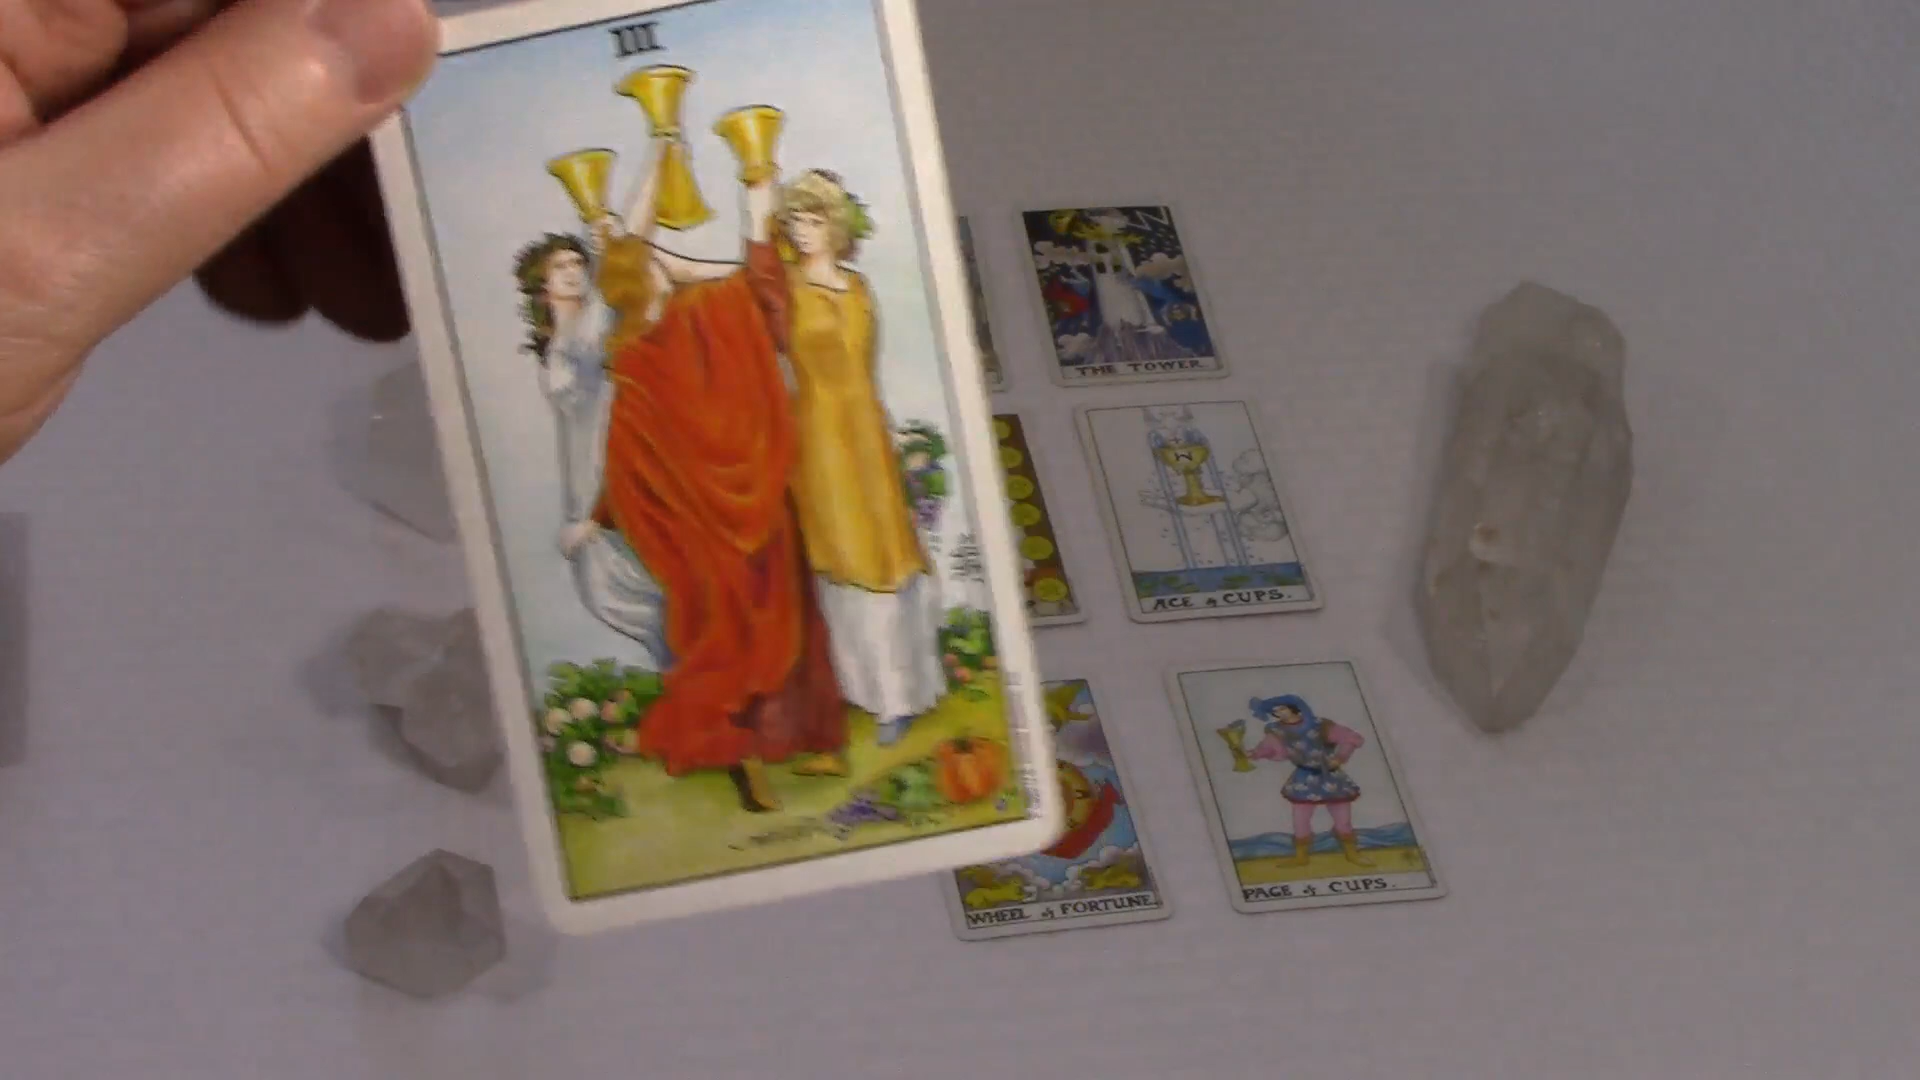 III
THE TOWER.
ACE of CUPS.
WHEEL of FORTUNE.
PAGE of CUPS.